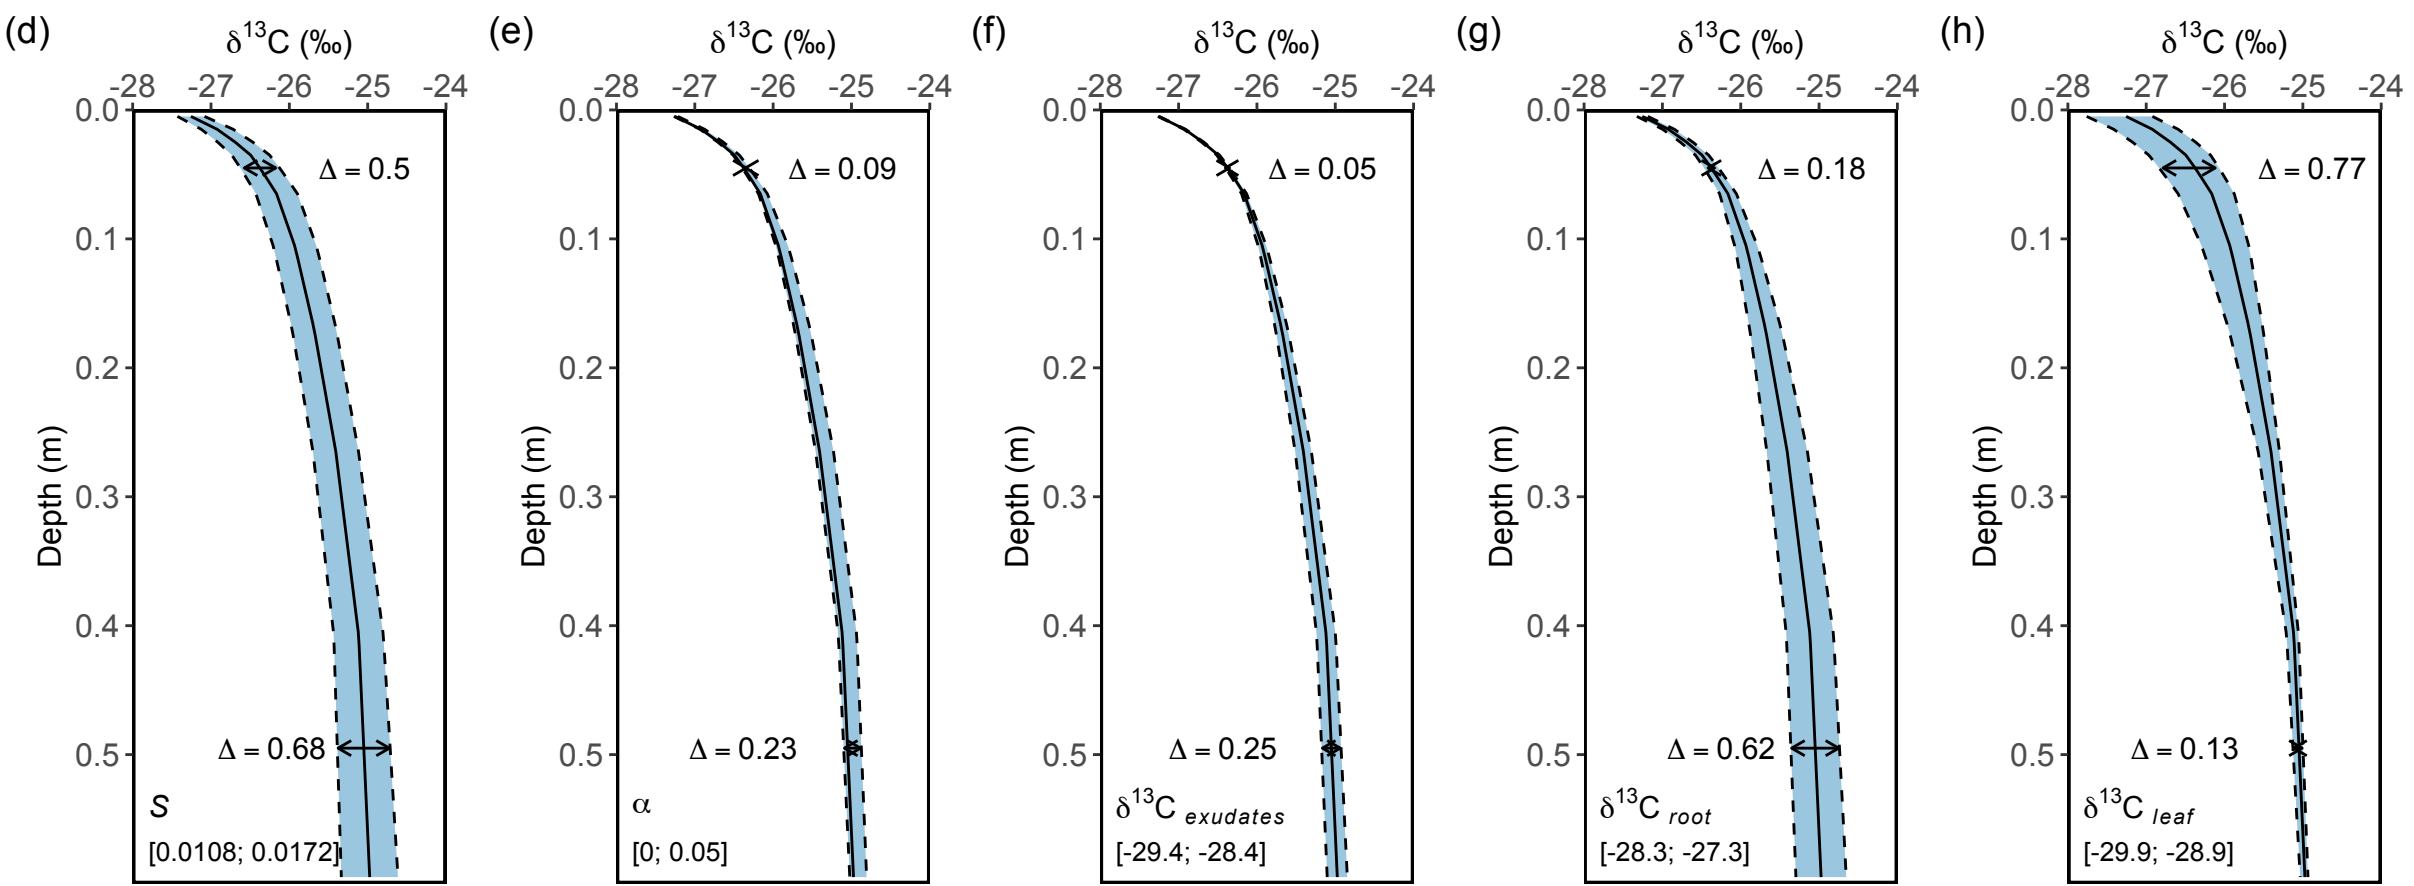 (d) δ13C (‰) (e) δ13C (‰) (f) δ13C (‰) (g) δ13C (‰) (h) δ13C (‰)
-28 -27 -26 -25 -24 -28 -27 -26 -25 -24 -28 -27 -26 -25 -24 -28 -27 -26 -25 -24 -28 -27 -26 -25 -24
0.0 0.0 0.0 0.0 0.0
Δ = 0.5 Δ = 0.09 Δ = 0.05 Δ = 0.18 Δ = 0.77
0.1 0.1 0.1 0.1 0.1
0.2 0.2 0.2 0.2 0.2
Depth (m) Depth (m) Depth (m) Depth (m) Depth (m)
0.3 0.3 0.3 0.3 0.3
0.4 0.4 0.4 0.4 0.4
0.5 Δ = 0.68 0.5 Δ = 0.23 0.5 Δ = 0.25 0.5 Δ = 0.62 0.5 Δ = 0.13
S α δ13C exudates δ13C root δ13C leaf
[0.0108; 0.0172] [0; 0.05] [-29.4; -28.4] [-28.3; -27.3] [-29.9; -28.9]